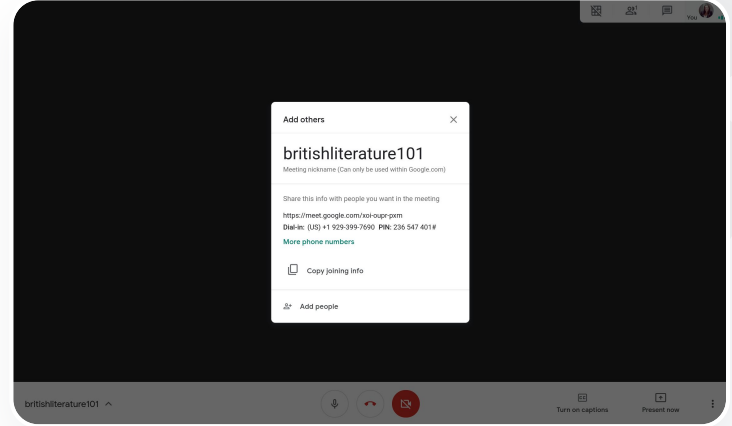 1
You
Add others
britishliterature101
Meeting nickname (Can only be used within Google.com)
Share this info with people you want in the meeting
https://meet.google.com/xoi-oupr-pxm
Dial-in: (US) +1 929-399-7690 PIN: 236 547 401#
More phone numbers
Copy joining info
Add people
britishliterature101
Turn on captions
Present now